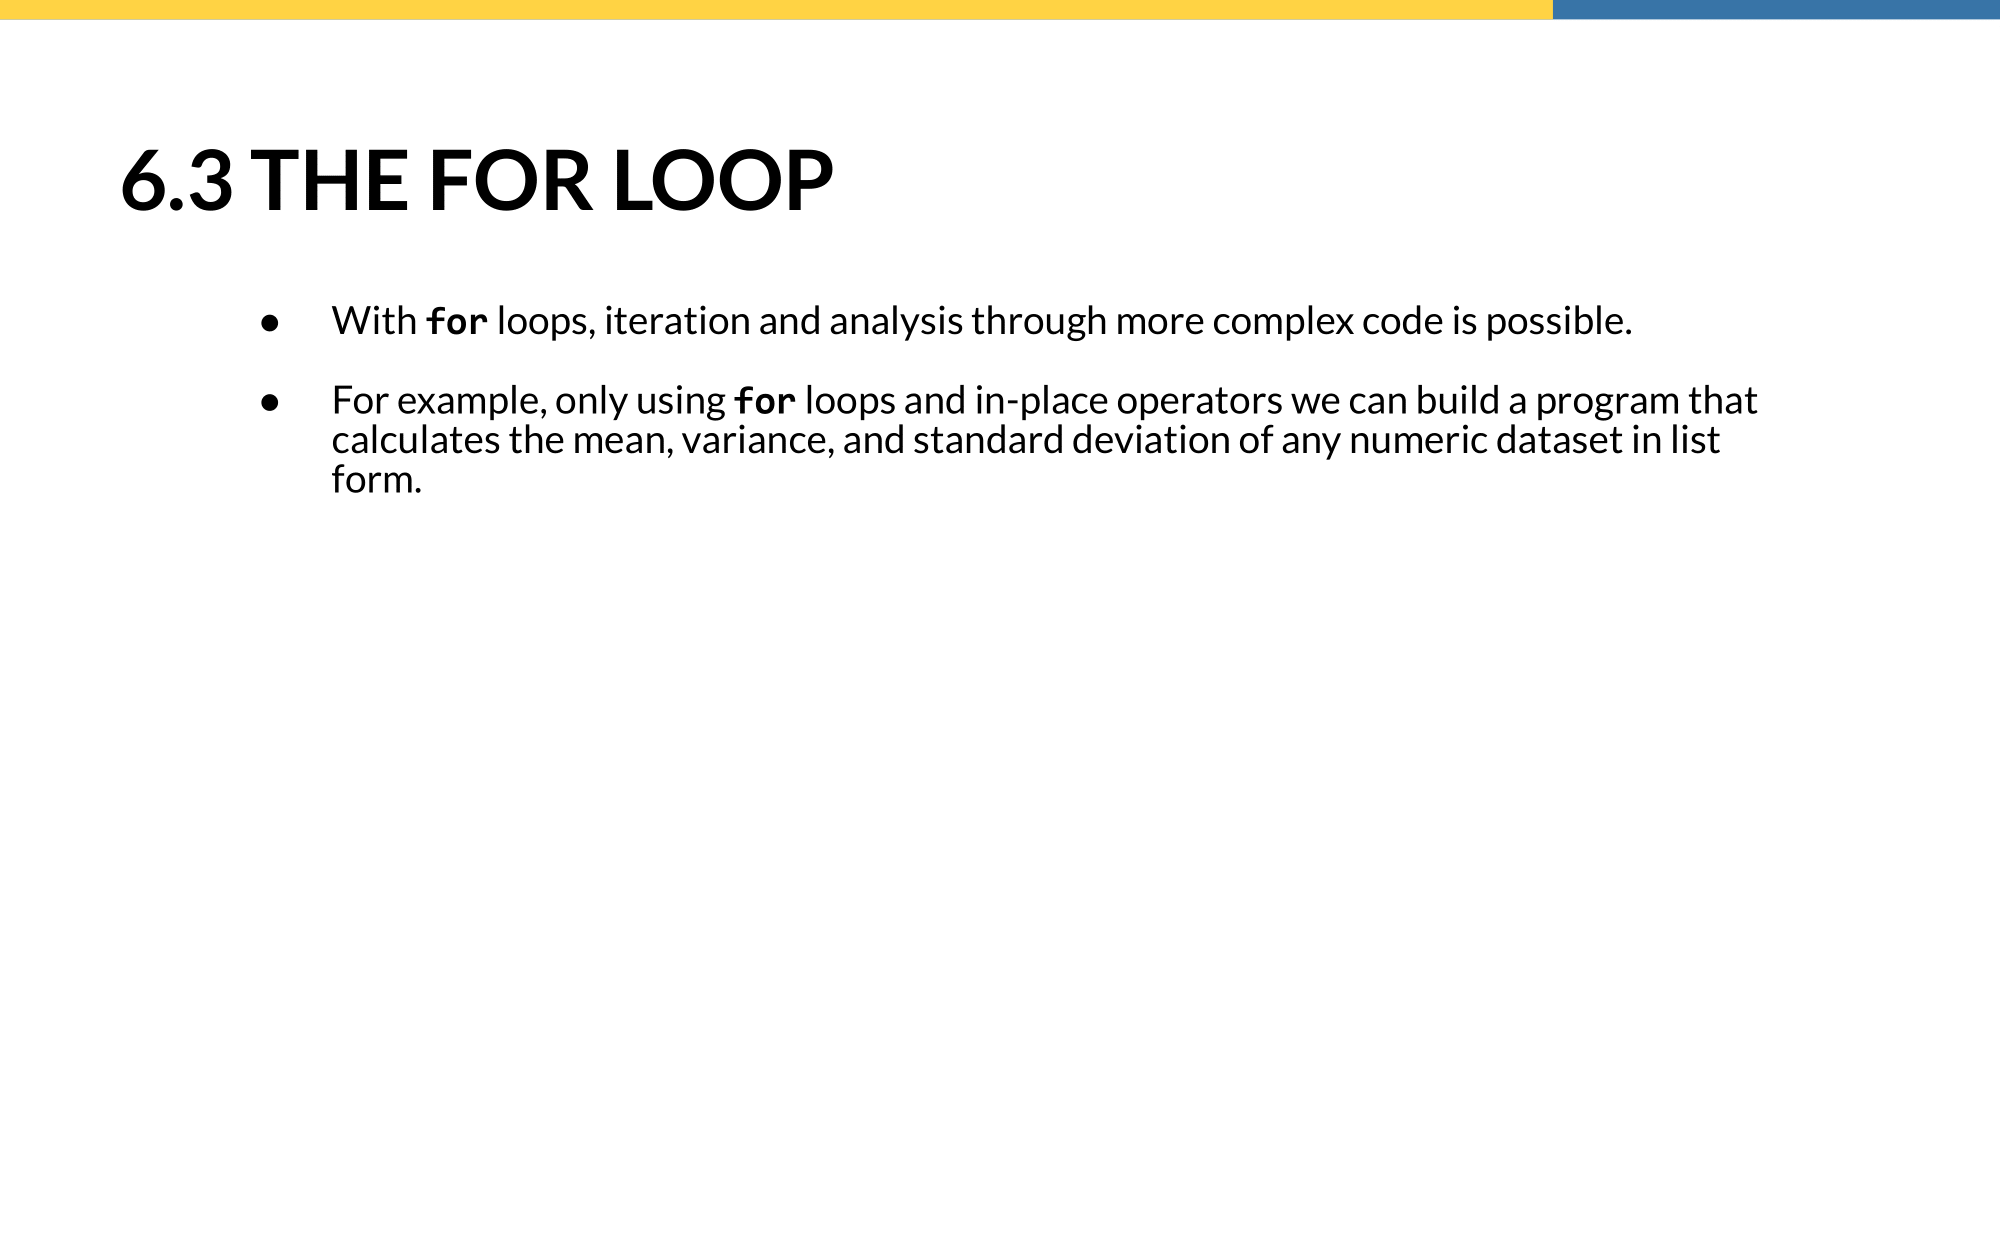 6.3 THE FOR LOOP
● With for loops, iteration and analysis through more complex code is possible.
● For example, only using for loops and in-place operators we can build a program that
calculates the mean, variance, and standard deviation of any numeric dataset in list
form.